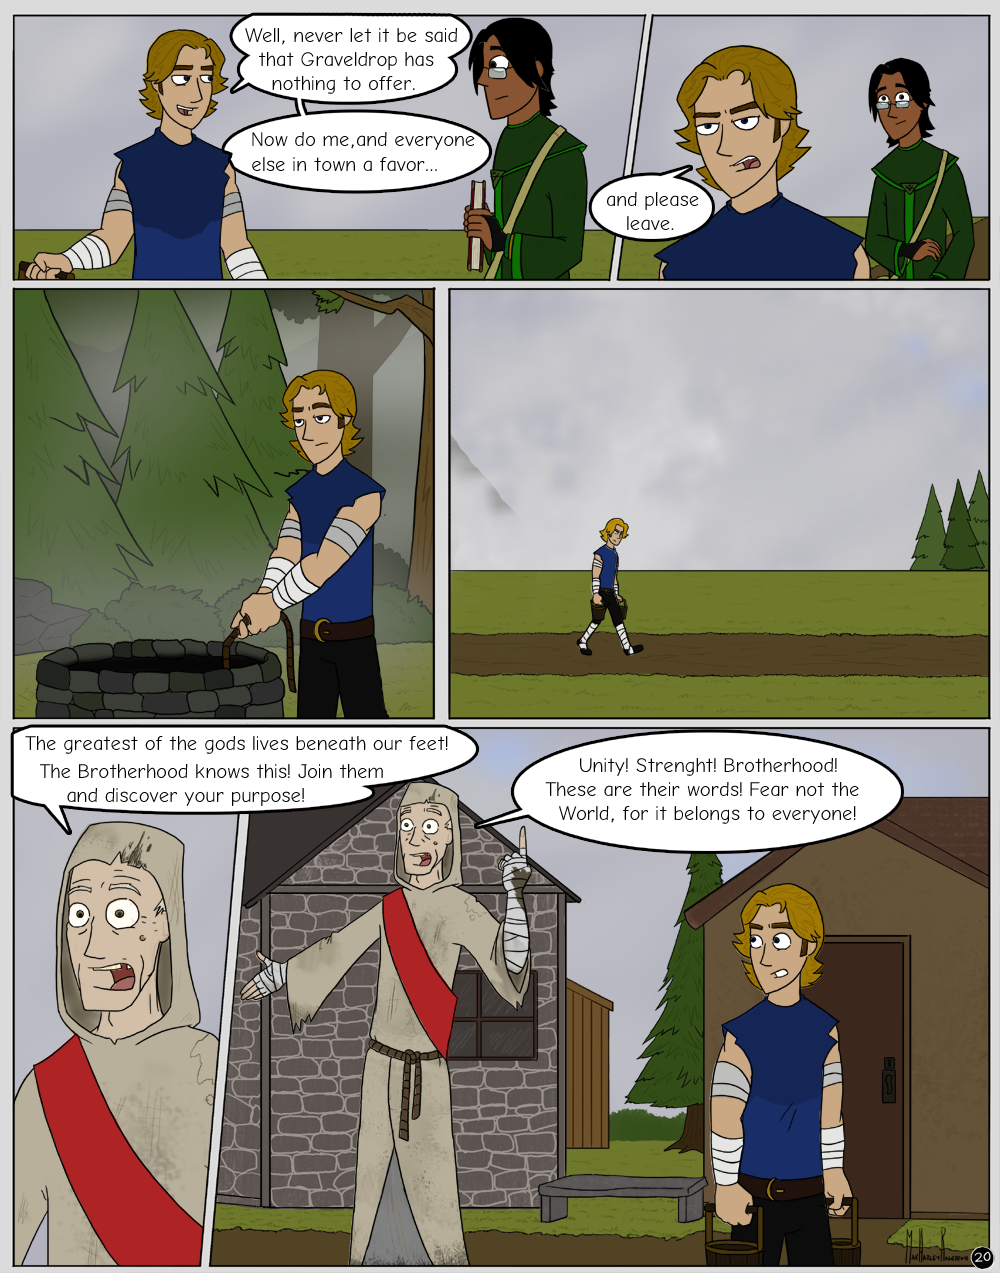 Well, never let it be said
that Graveldrop has
nothing to offer.
Now do me,and everyone
else in town a favor...
and please
leave.
The greatest of the gods lives beneath our feet!
The Brotherhood knows this! Join them
and discover your purpose!
Unity! Strenght! Brotherhood!
These are their words! Fear not the
World, for it belongs to everyone!
20